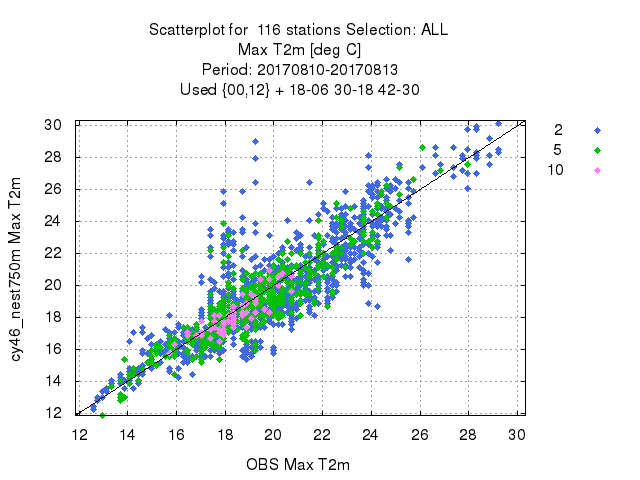 Scatterplot for  116 stations Selection: ALL
Max T2m [deg C]
Period: 20170810-20170813
Used {00,12} + 18-06 30-18 42-30
2
5
10
30
28
26
24
22
20
18
16
14
12
cy46_nest750m Max T2m
12 14 16 18 20 22 24 26 28 30
OBS Max T2m